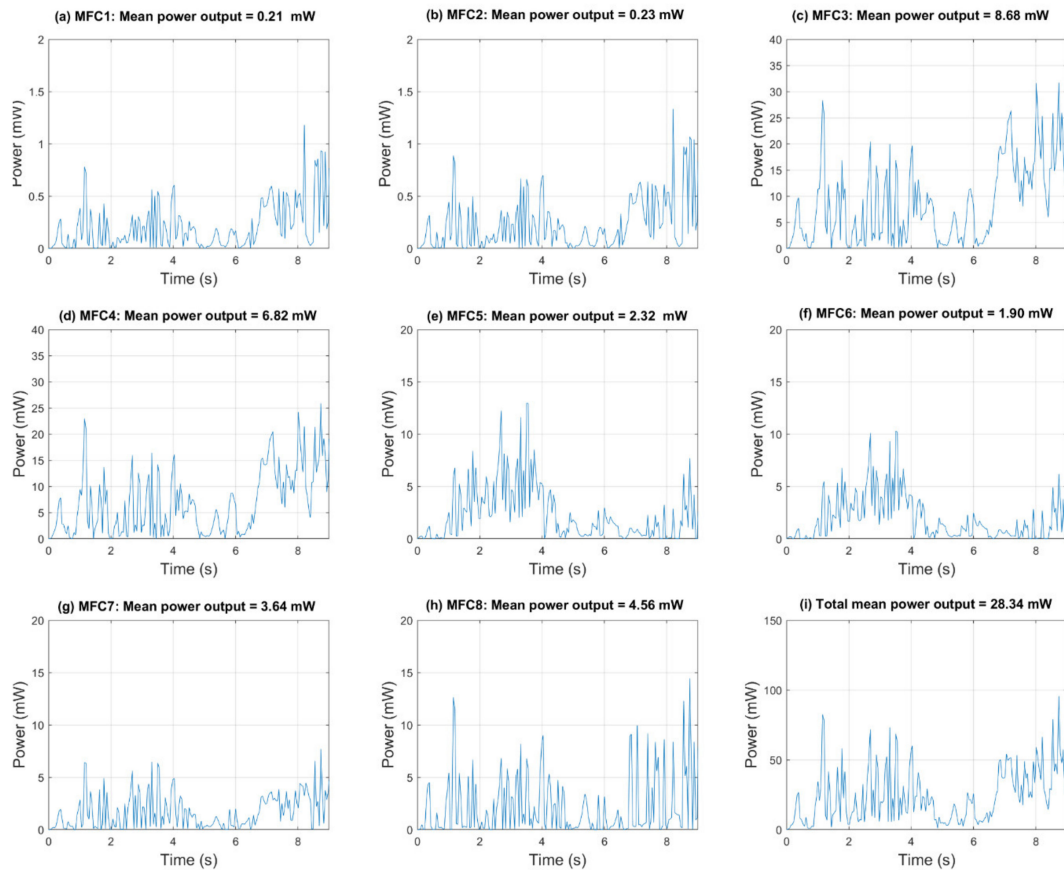 (a) MFC1: Mean power output = 0.21 mW
(b) MFC2: Mean power output = 0.23 mW
(c) MFC3: Mean power output = 8.68 mW
2
1.5
1
0.5
0
Power (mW)
0 2 4 6 8
Time (s)
2
1.5
1
0.5
0
Power (mW)
0 2 4 6 8
Time (s)
40
35
30
25
20
15
10
5
0
Power (mW)
0 2 4 6 8
Time (s)
(d) MFC4: Mean power output = 6.82 mW
(e) MFC5: Mean power output = 2.32 mW
(f) MFC6: Mean power output = 1.90 mW
40
35
30
25
20
15
10
5
0
Power (mW)
0 2 4 6 8
Time (s)
20
15
10
5
0
Power (mW)
0 2 4 6 8
Time (s)
20
15
10
5
0
Power (mW)
0 2 4 6 8
Time (s)
(g) MFC7: Mean power output = 3.64 mW
(h) MFC8: Mean power output = 4.56 mW
(i) Total mean power output = 28.34 mW
20
15
10
5
0
Power (mW)
0 2 4 6 8
Time (s)
20
15
10
5
0
Power (mW)
0 2 4 6 8
Time (s)
150
100
50
0
Power (mW)
0 2 4 6 8
Time (s)